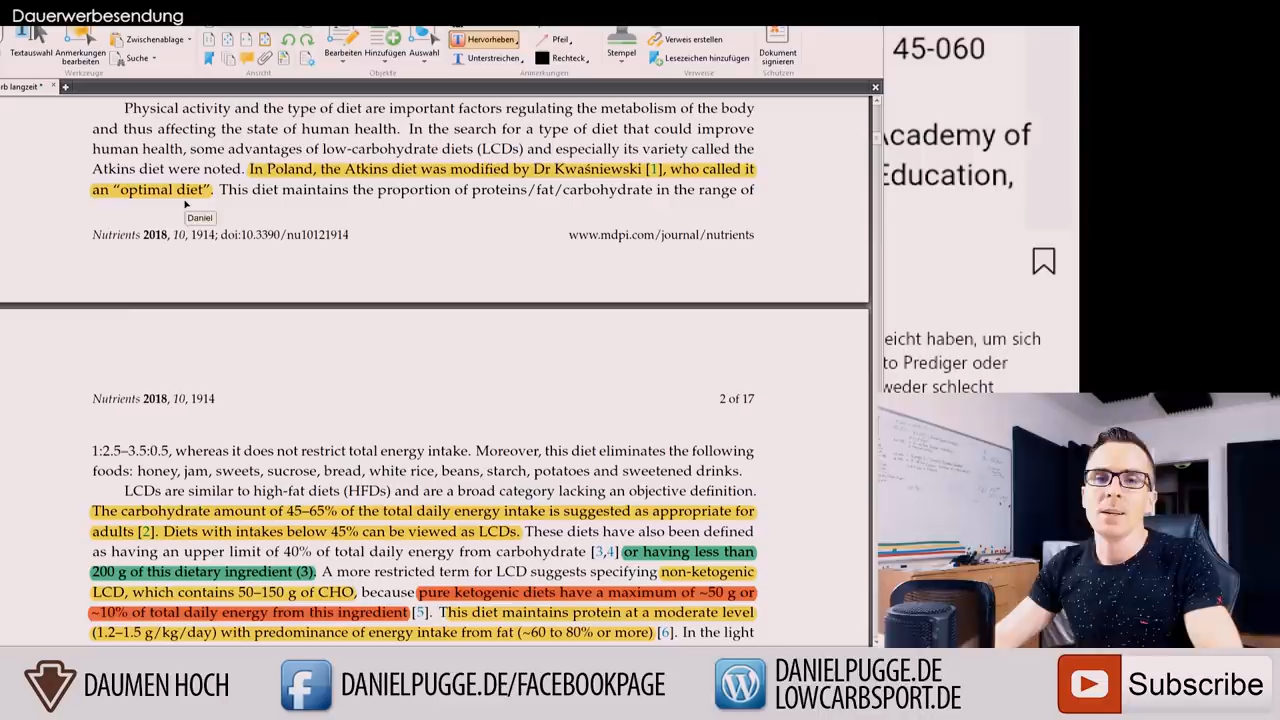 Dauerwerbesendung
Textauswahl
Anmerkungen bearbeiten
Zwischenablage
Suche
Bearbeiten Hinzufügen Auswahl
Hervorheben
Unterstreichen
Pfeil
Rechteck
Stempel
Verweis erstellen
Lesezeichen hinzufügen
Dokument signieren
Werkzeuge
Ansicht
Objekte
Anmerkungen
Verweise
Schützen
rb langzeit *
Physical activity and the type of diet are important factors regulating the metabolism of the body
and thus affecting the state of human health. In the search for a type of diet that could improve
human health, some advantages of low-carbohydrate diets (LCDs) and especially its variety called the
Atkins diet were noted. In Poland, the Atkins diet was modified by Dr Kwaśniewski [1], who called it
an “optimal diet”. This diet maintains the proportion of proteins/fat/carbohydrate in the range of
Daniel
Nutrients 2018, 10, 1914; doi:10.3390/nu10121914
www.mdpi.com/journal/nutrients
Nutrients 2018, 10, 1914
2 of 17
1:2.5–3.5:0.5, whereas it does not restrict total energy intake. Moreover, this diet eliminates the following
foods: honey, jam, sweets, sucrose, bread, white rice, beans, starch, potatoes and sweetened drinks.
LCDs are similar to high-fat diets (HFDs) and are a broad category lacking an objective definition.
The carbohydrate amount of 45–65% of the total daily energy intake is suggested as appropriate for
adults [2]. Diets with intakes below 45% can be viewed as LCDs. These diets have also been defined
as having an upper limit of 40% of total daily energy from carbohydrate [3,4] or having less than
200 g of this dietary ingredient (3). A more restricted term for LCD suggests specifying non-ketogenic
LCD, which contains 50–150 g of CHO, because pure ketogenic diets have a maximum of ~50 g or
~10% of total daily energy from this ingredient [5]. This diet maintains protein at a moderate level
(1.2–1.5 g/kg/day) with predominance of energy intake from fat (~60 to 80% or more) [6]. In the light
45-060
Academy of
Education,
eicht haben, um sich
to Prediger oder
weder schlecht
DAUMEN HOCH
DANIELPUGGE.DE/FACEBOOKPAGE
DANIELPUGGE.DE
LOWCARBSPORT.DE
Subscribe